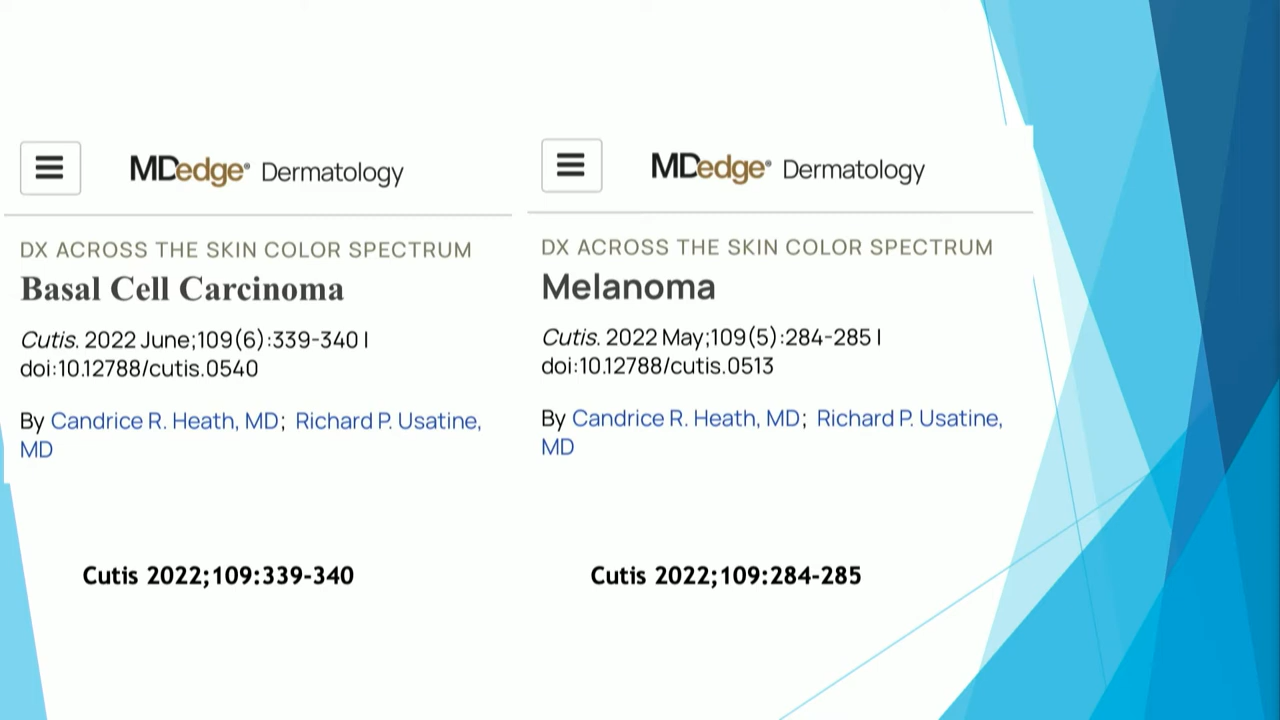 MDedge® Dermatology
DX ACROSS THE SKIN COLOR SPECTRUM
Basal Cell Carcinoma
Cutis. 2022 June;109(6):339-340 |
doi:10.12788/cutis.0540
By Candrice R. Heath, MD; Richard P. Usatine,
MD
Cutis 2022;109:339-340
MDedge® Dermatology
DX ACROSS THE SKIN COLOR SPECTRUM
Melanoma
Cutis. 2022 May;109(5):284-285 |
doi:10.12788/cutis.0513
By Candrice R. Heath, MD; Richard P. Usatine,
MD
Cutis 2022;109:284-285